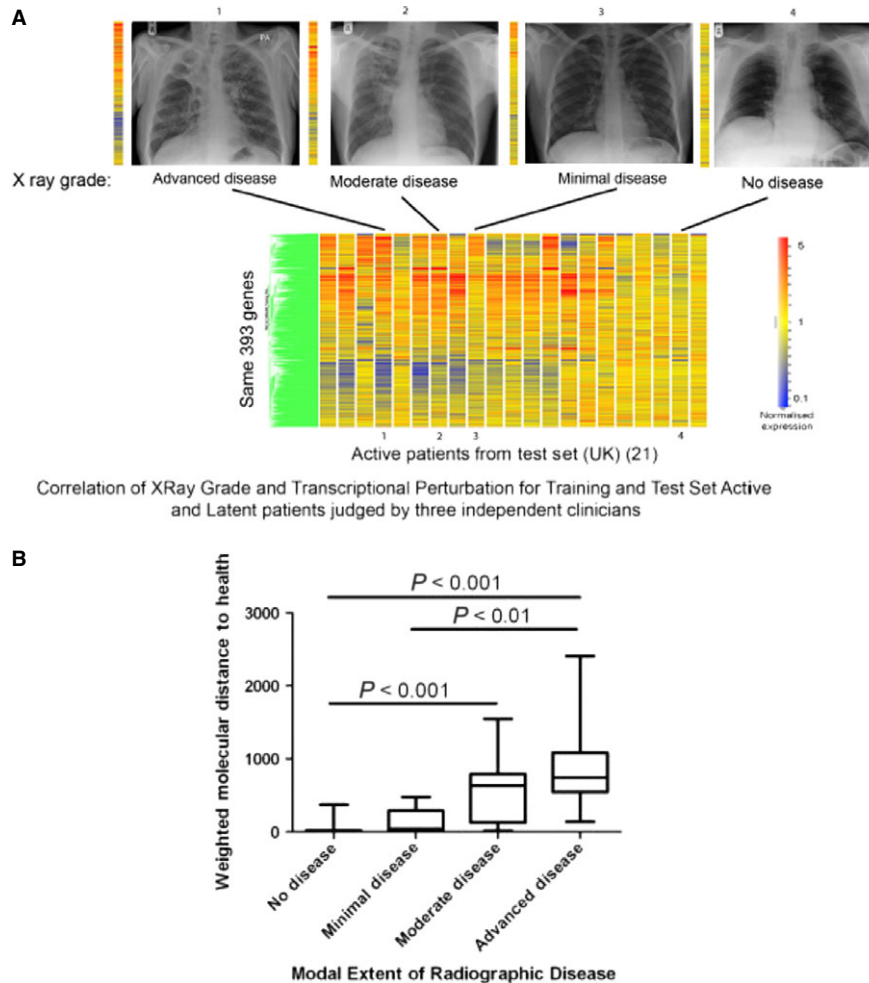 A
1
2
3
4
PA
X ray grade:
Advanced disease
Moderate disease
Minimal disease
No disease
Same 393 genes
5
1
0.1
Normalised
expression
1
2
3
4
Active patients from test set (UK) (21)
Correlation of XRay Grade and Transcriptional Perturbation for Training and Test Set Active
and Latent patients judged by three independent clinicians
B
Weighted molecular distance to health
3000
2000
1000
0
P < 0.001
P < 0.01
P < 0.001
No disease
Minimal disease
Moderate disease
Advanced disease
Modal Extent of Radiographic Disease